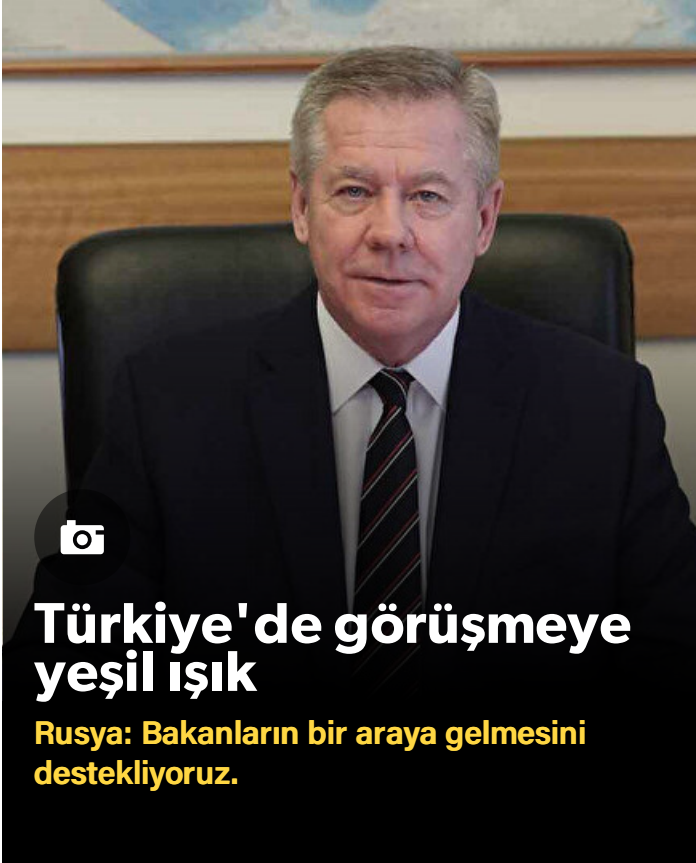 Türkiye'de görüşmeye
yeşil ışık
Rusya: Bakanların bir araya gelmesini
destekliyoruz.